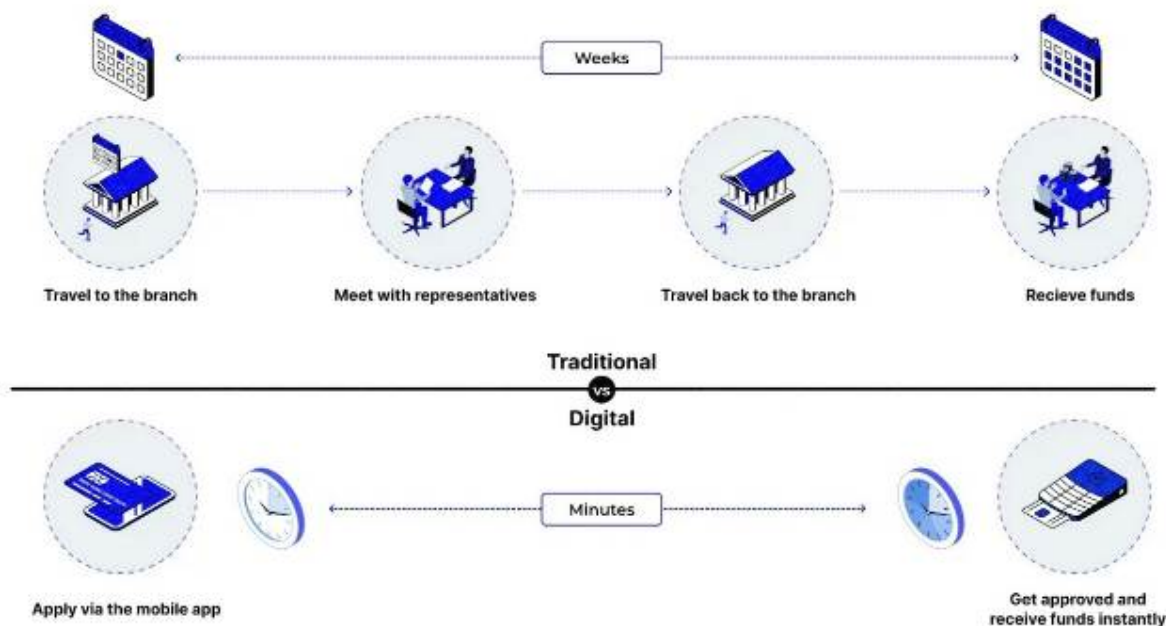 Weeks
Travel to the branch
Meet with representatives
Travel back to the branch
Recieve funds
Traditional
vs
Digital
Minutes
Apply via the mobile app
Get approved and
receive funds instantly